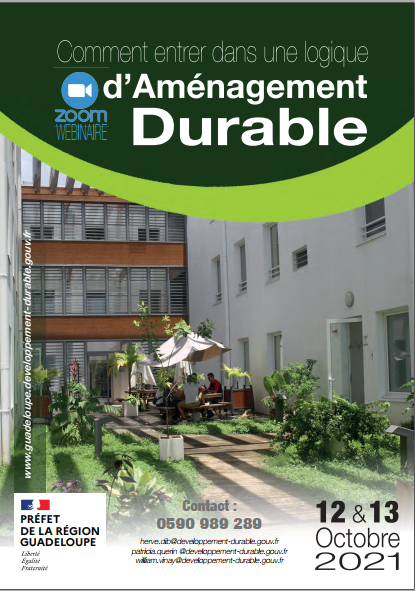 Comment entrer dans une logique
d'Aménagement
Durable
zoom
WEBINAIRE
www.guadeloupe.developpement-durable.gouv.fr
PRÉFET
DE LA RÉGION
GUADELOUPE
Liberté
Égalité
Fraternité
Contact :
0590 989 289
herve.dib@developpement-durable.gouv.fr
patricia.querin @developpement-durable.gouv.fr
william.vinay@developpement-durable.gouv.fr
12 & 13
Octobre
2021